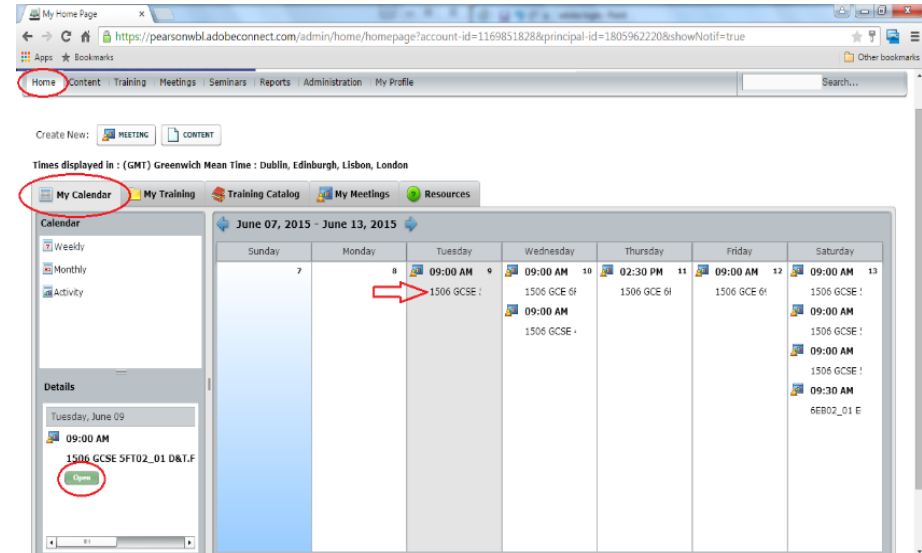 My Home Page
https://pearsonwbl.adobeconnect.com/admin/home/homepage?account-id=1169851828&principal-id=1805962220&showNotif=true
Apps Bookmarks Other bookmarks
Home Content Training Meetings Seminars Reports Administration My Profile Search...
Create New: MEETING CONTENT
Times displayed in : (GMT) Greenwich Mean Time : Dublin, Edinburgh, Lisbon, London
My Calendar My Training Training Catalog My Meetings Resources
Calendar
Weekly
Monthly
Activity
Details
Tuesday, June 09
09:00 AM
1506 GCSE 5FT02_01 D&T.F
Open
June 07, 2015 - June 13, 2015
Sunday Monday Tuesday Wednesday Thursday Friday Saturday
7 8 09:00 AM 9 09:00 AM 10 02:30 PM 11 09:00 AM 12 09:00 AM 13
1506 GCSE 1506 GCE 1506 GCE 1506 GCE 1506 GCSE
09:00 AM 09:00 AM
1506 GCSE 1506 GCSE
09:00 AM
1506 GCSE
09:30 AM
6EB02_01 E